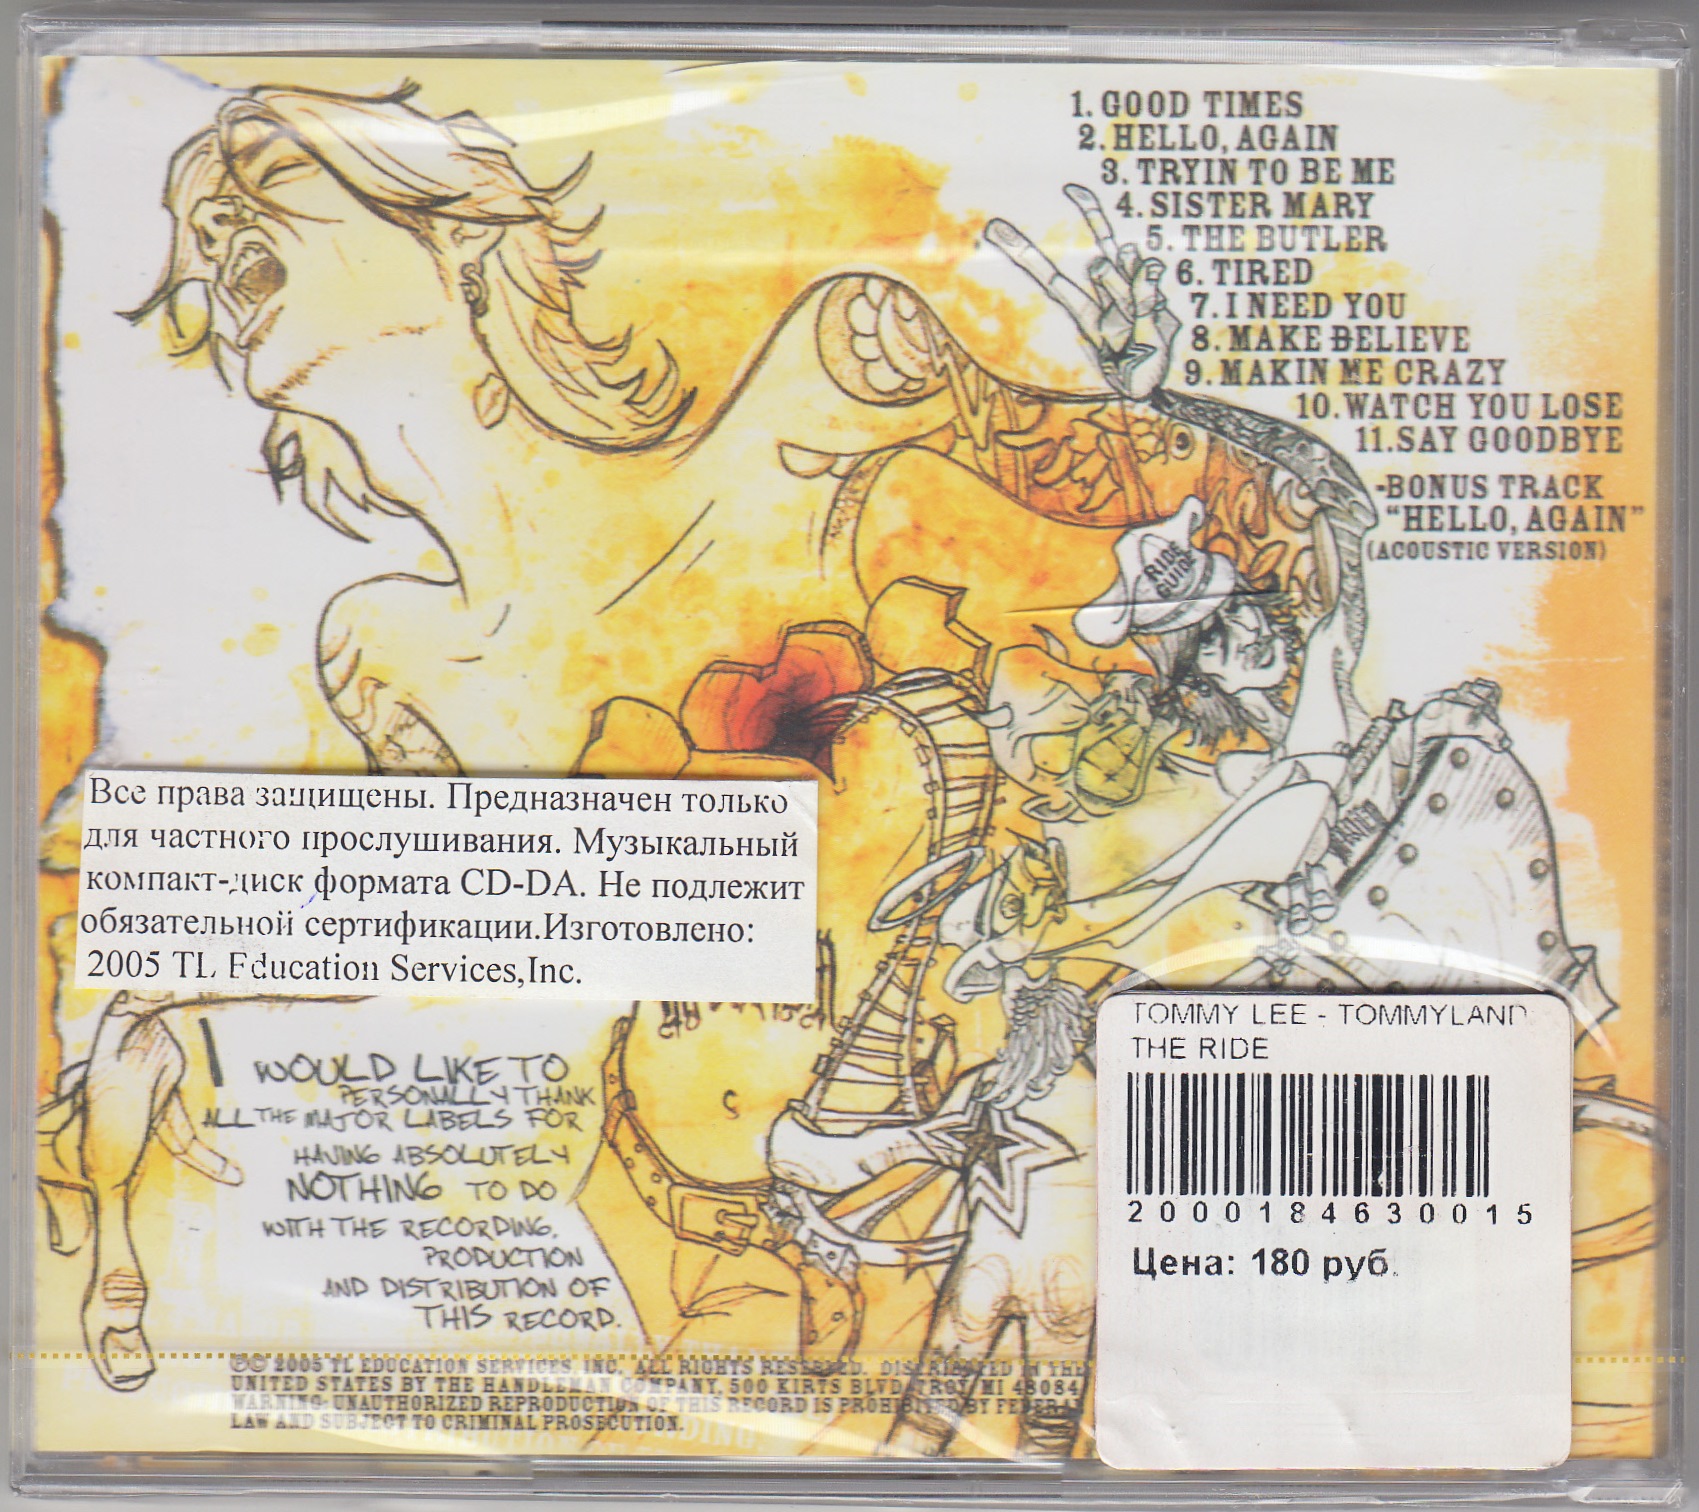 1. GOOD TIMES
2. HELLO, AGAIN
3. TRYIN TO BE ME
4. SISTER MARY
5. THE BUTLER
6. TIRED
7. I NEED YOU
8. MAKE BELIEVE
9. MAKIN ME CRAZY
10. WATCH YOU LOSE
11. SAY GOODBYE
-BONUS TRACK
"HELLO, AGAIN"
(ACOUSTIC VERSION)
RIDE
GUIDE
Все права защищены. Предназначен только
для частного прослушивания. Музыкальный
компакт-диск формата CD-DA. Не подлежит
обязательной сертификации.Изготовлено:
2005 TL Education Services,Inc.
I WOULD LIKE TO
PERSONALLY THANK
ALL THE MAJOR LABELS FOR
HAVING ABSOLUTELY
NOTHING TO DO
WITH THE RECORDING,
PRODUCTION
AND DISTRIBUTION OF
THIS RECORD.
℗© 2005 TL EDUCATION SERVICES, INC. ALL RIGHTS RESERVED. DISTRIBUTED IN THE
UNITED STATES BY THE HANDLEMAN COMPANY, 500 KIRTS BLVD, TROY, MI 48084
WARNING: UNAUTHORIZED REPRODUCTION OF THIS RECORD IS PROHIBITED BY FEDERAL
LAW AND SUBJECT TO CRIMINAL PROSECUTION.
TOMMY LEE - TOMMYLAND
THE RIDE
2000184630015
Цена: 180 руб.